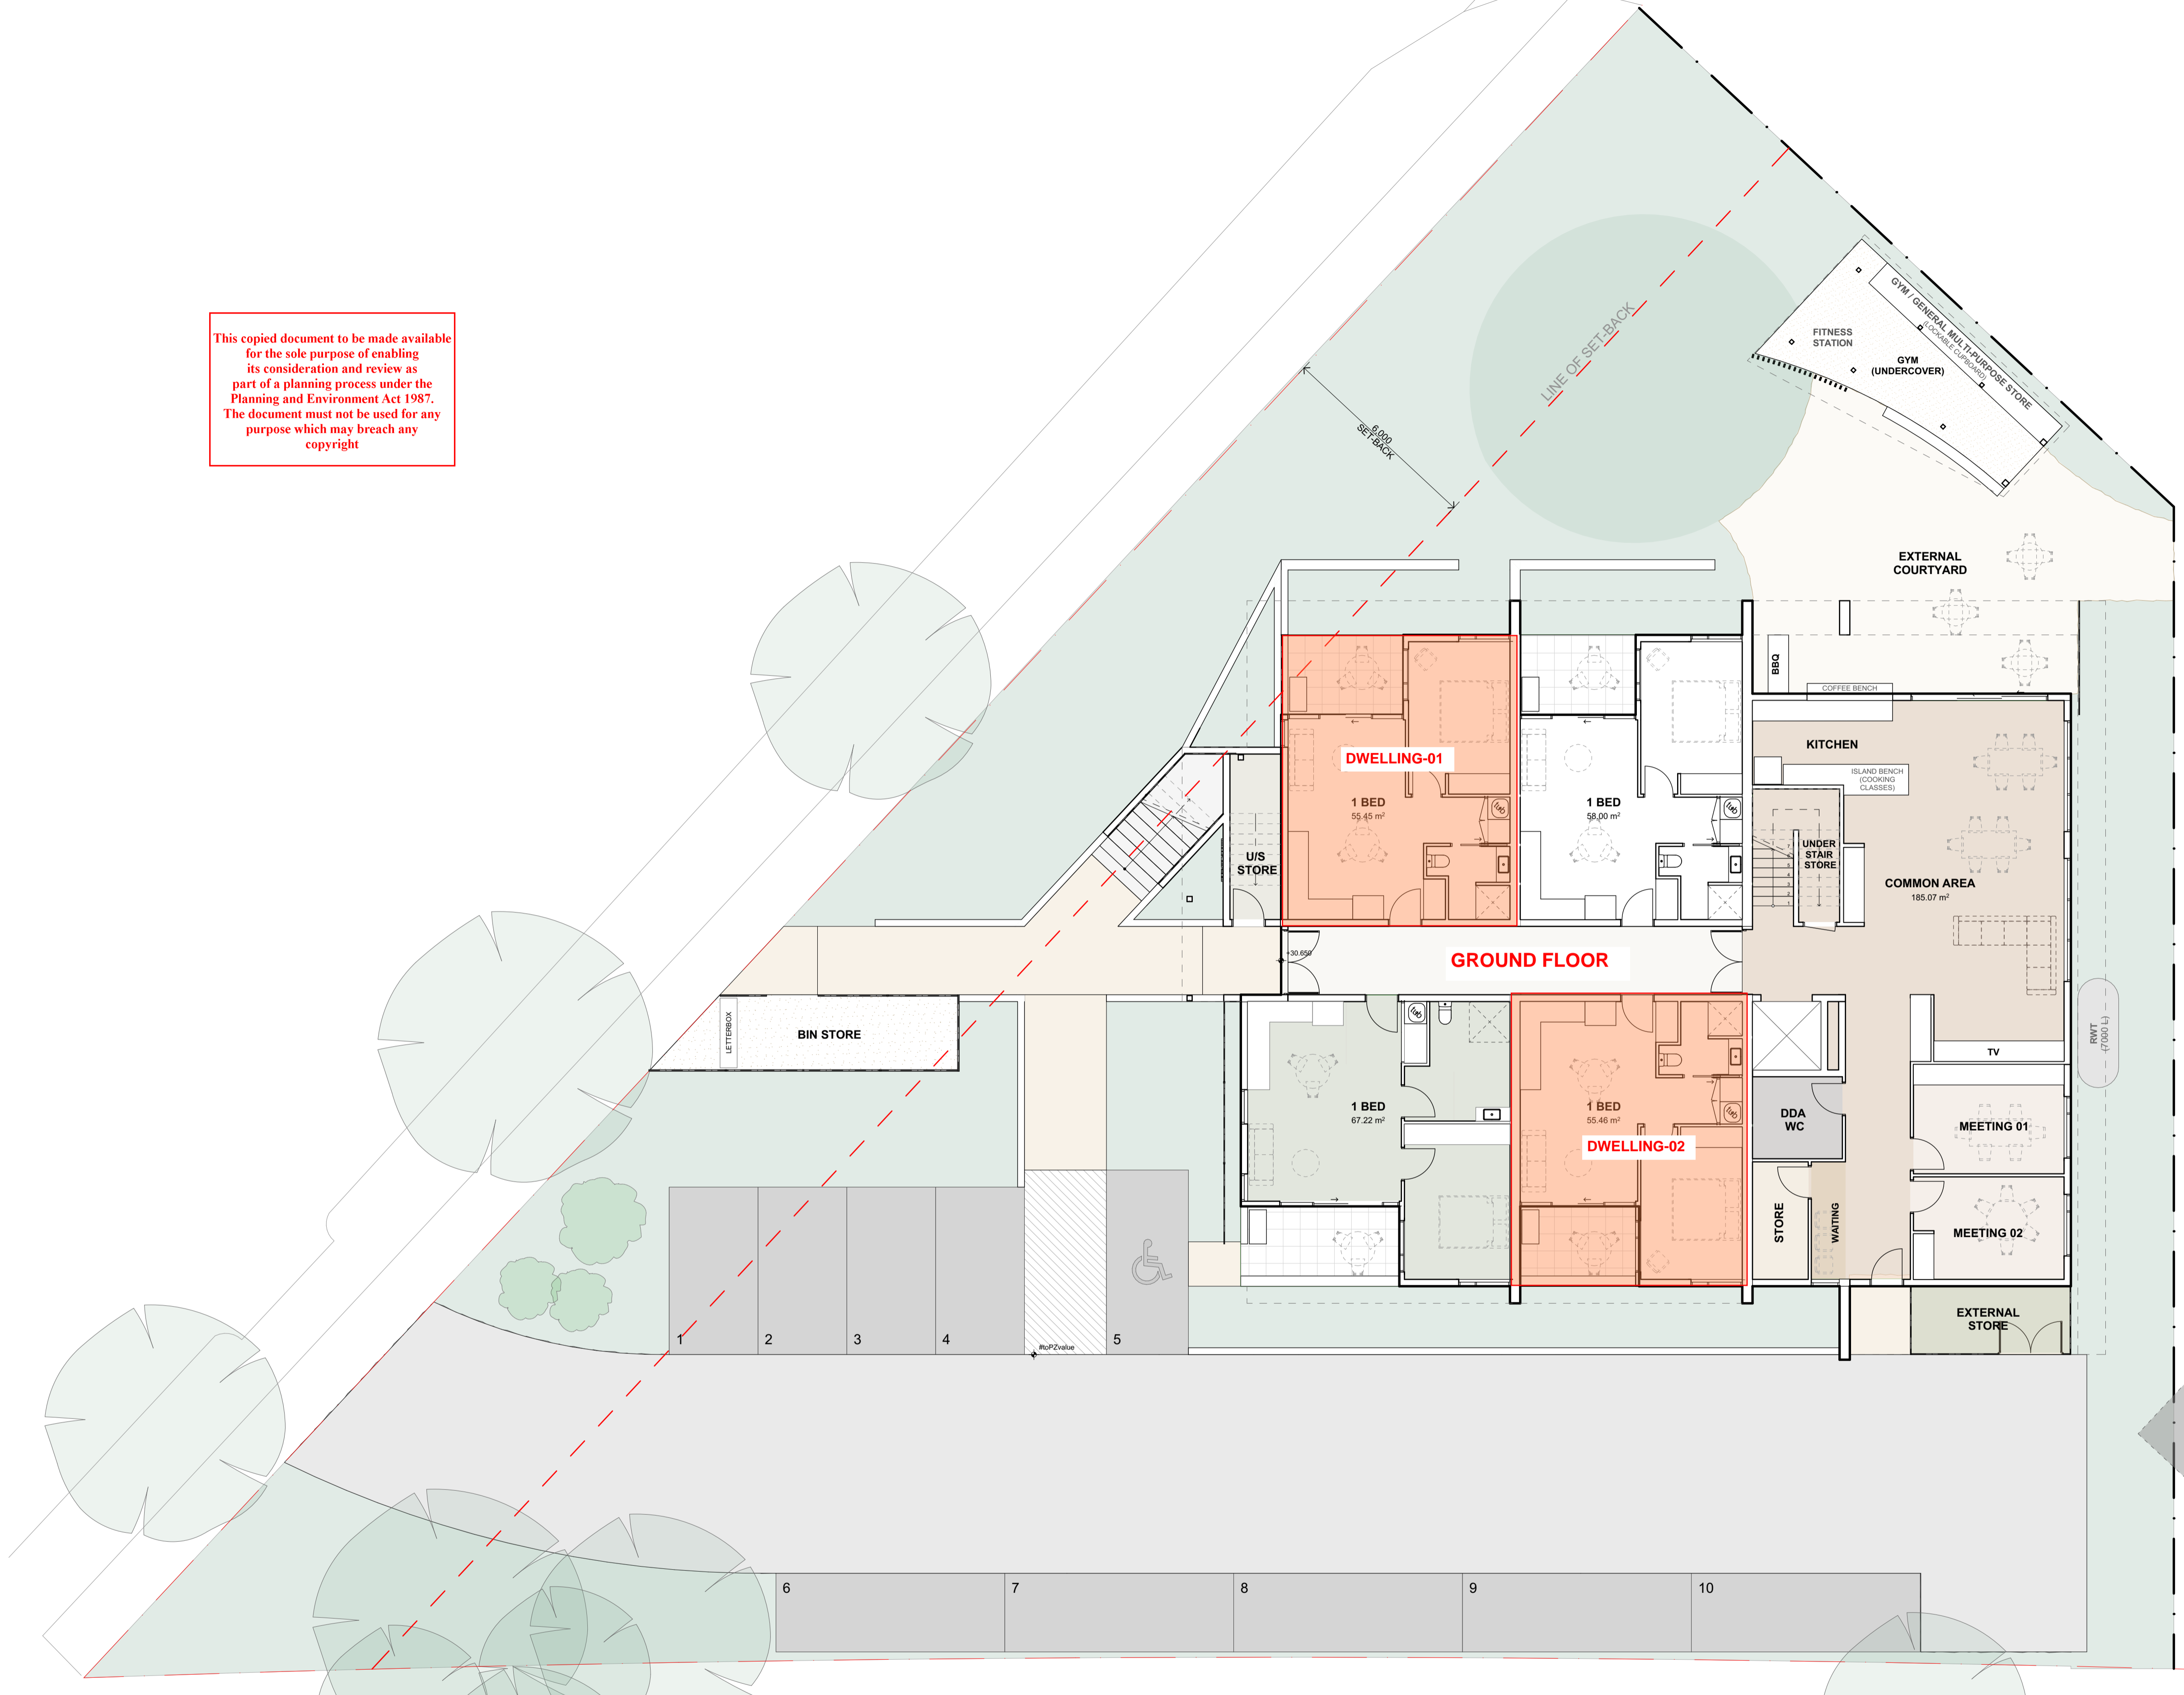 This copied document to be made available
for the sole purpose of enabling
its consideration and review as
part of a planning process under the
Planning and Environment Act 1987.
The document must not be used for any
purpose which may breach any
copyright
LINE OF SET-BACK
6,000
SET-BACK
GYM / GENERAL MULTI-PURPOSE STORE
(LOCKABLE CUPBOARD)
FITNESS
STATION
GYM
(UNDERCOVER)
EXTERNAL
COURTYARD
BBQ
COFFEE BENCH
KITCHEN
ISLAND BENCH
(COOKING
CLASSES)
DWELLING-01
1 BED
55.45 m²
tub
1 BED
58.00 m²
tub
U/S
STORE
UNDER
STAIR
STORE
COMMON AREA
185.07 m²
+30.650
GROUND FLOOR
LETTERBOX
BIN STORE
tub
1 BED
67.22 m²
1 BED
55.46 m²
tub
DWELLING-02
TV
RWT
(7000 L)
DDA
WC
MEETING 01
STORE
WAITING
MEETING 02
EXTERNAL
STORE
1
2
3
4
5
#toPZvalue
6
7
8
9
10